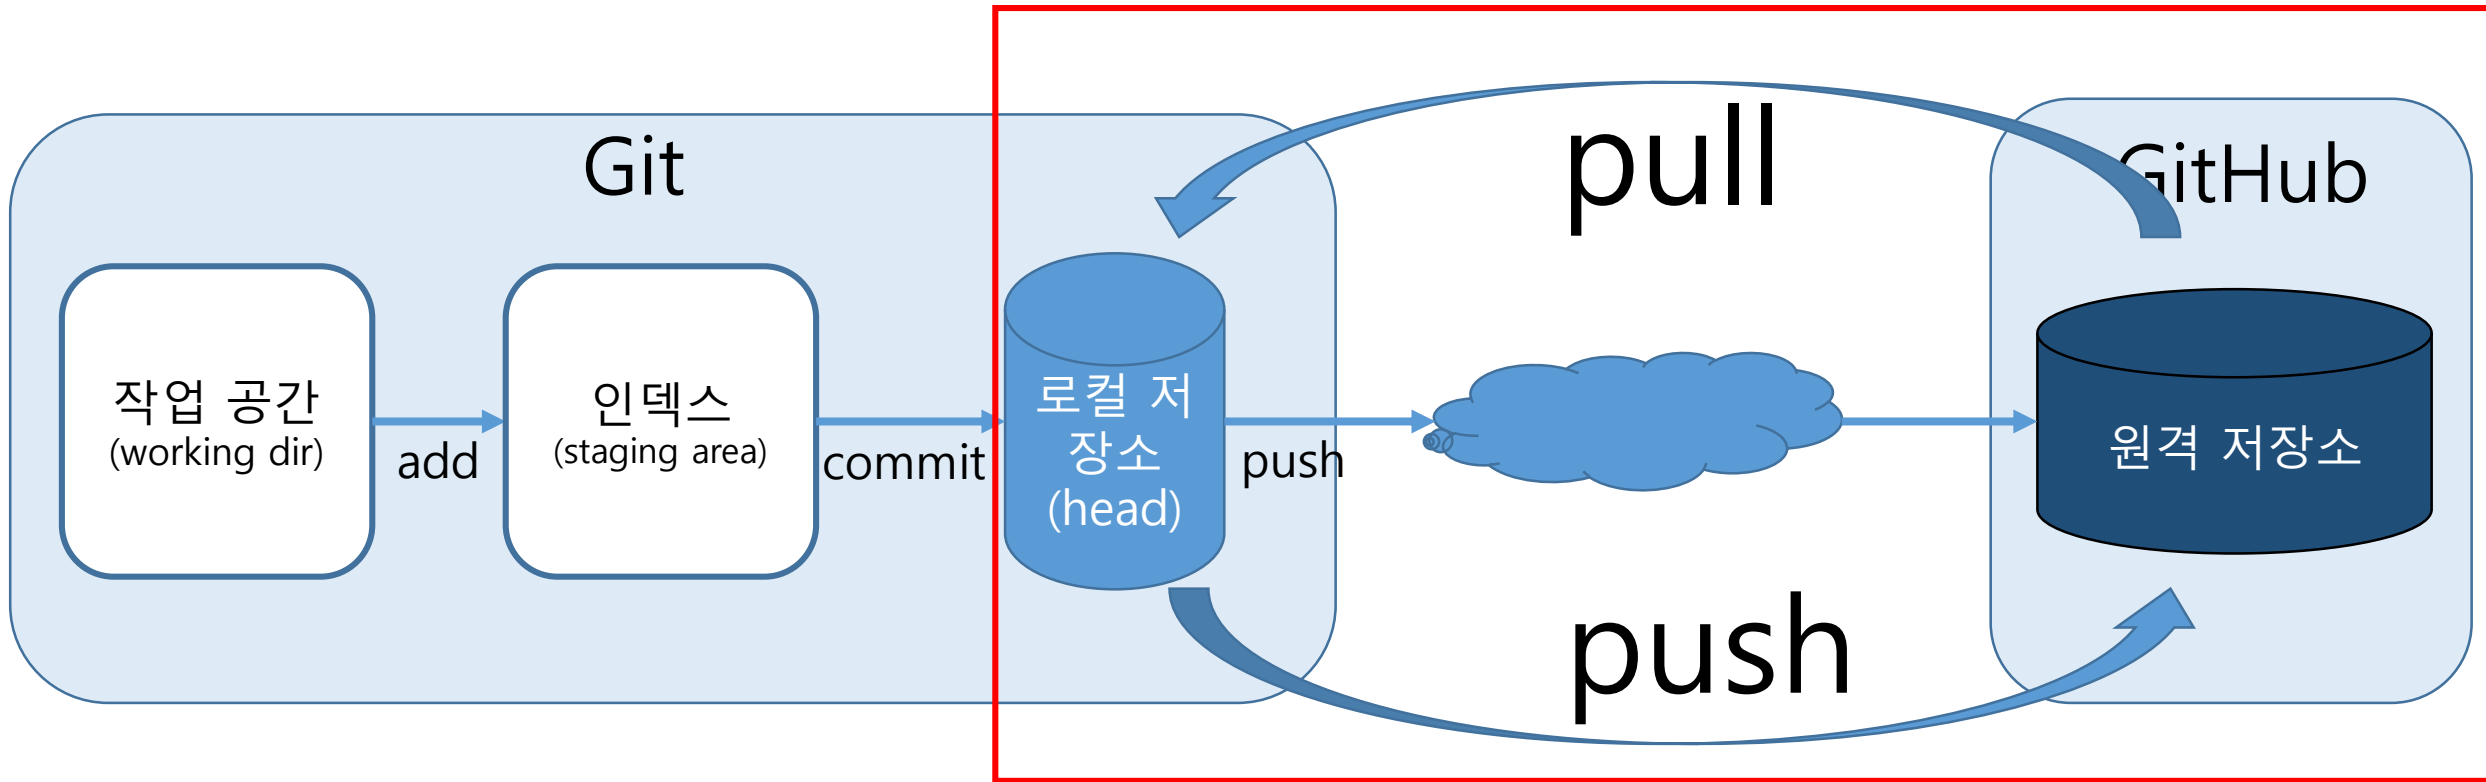 Git
작업 공간
(working dir)
add
인덱스
(staging area)
commit
로컬 저
장소
(head)
push
pull
push
GitHub
원격 저장소